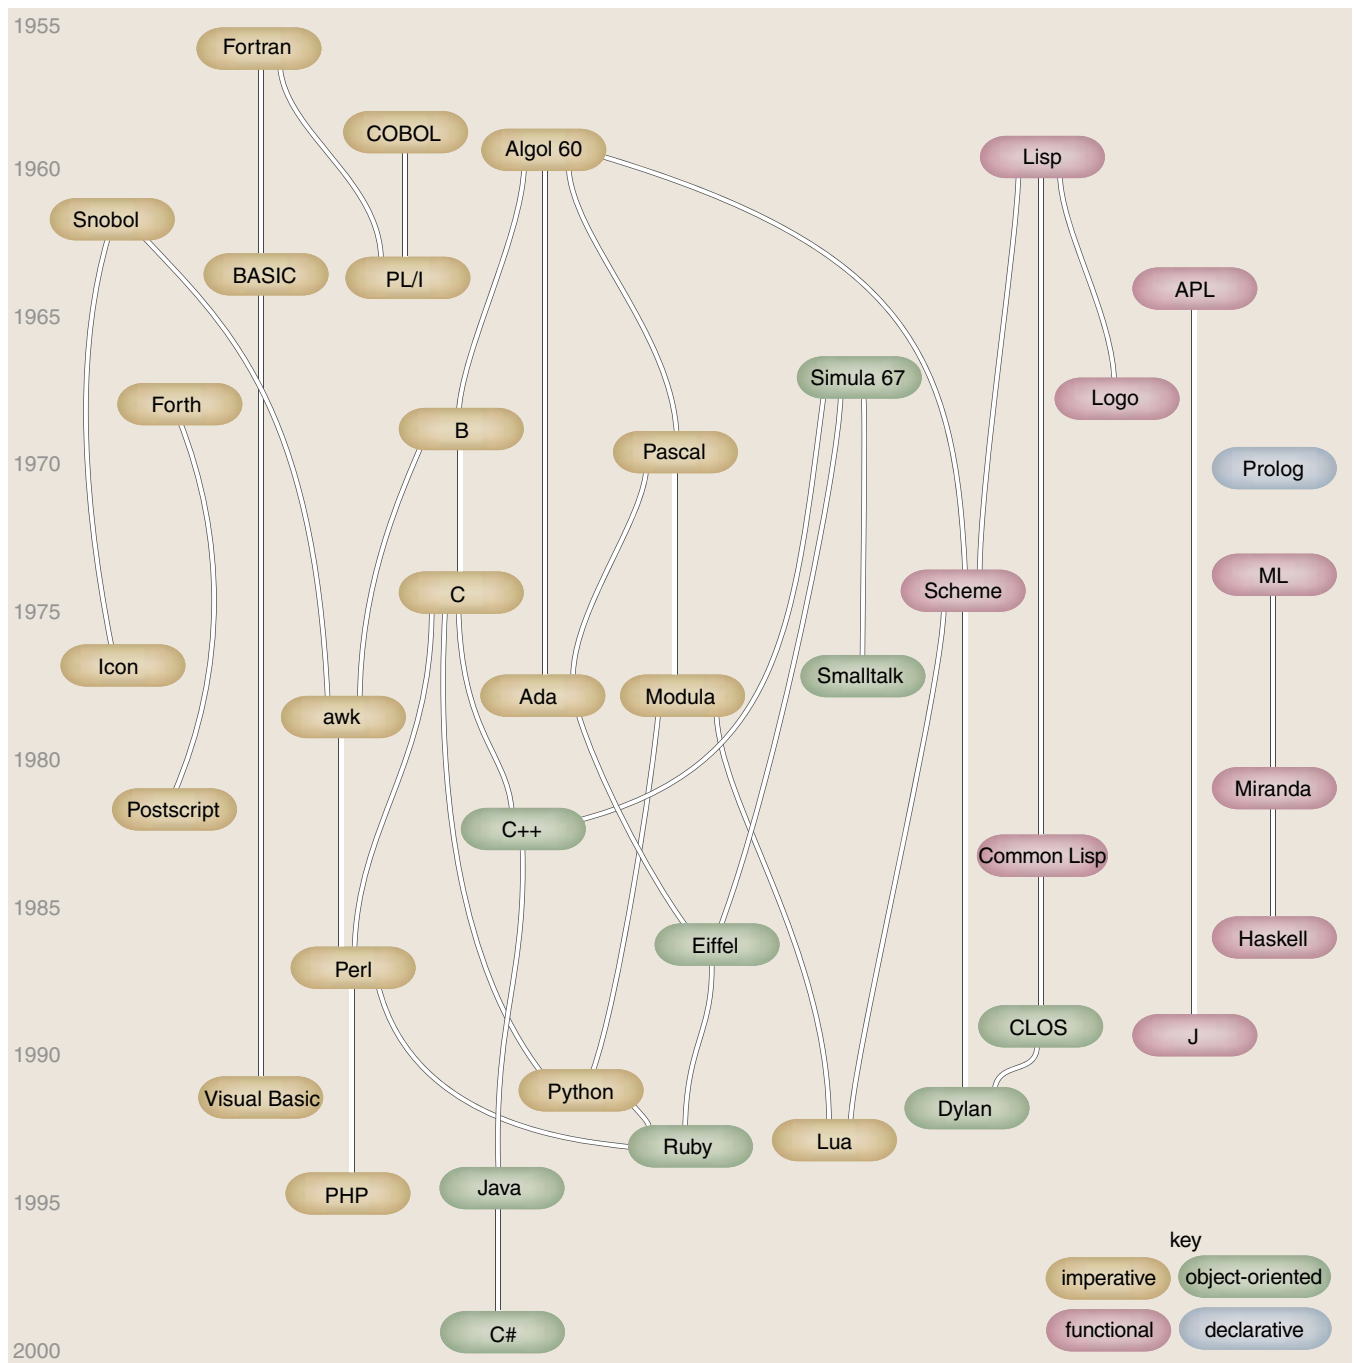 1955
Fortran
COBOL
Algol 60
Lisp
1960
Snobol
BASIC
PL/I
APL
1965
Simula 67
Logo
Forth
B
Pascal
1970
Prolog
ML
C
Scheme
1975
Icon
Smalltalk
Ada
Modula
awk
1980
Miranda
Postscript
C++
Common Lisp
1985
Haskell
Eiffel
Perl
CLOS
J
1990
Python
Visual Basic
Dylan
Lua
Ruby
Java
PHP
1995
key
imperative
object-oriented
functional
declarative
C#
2000